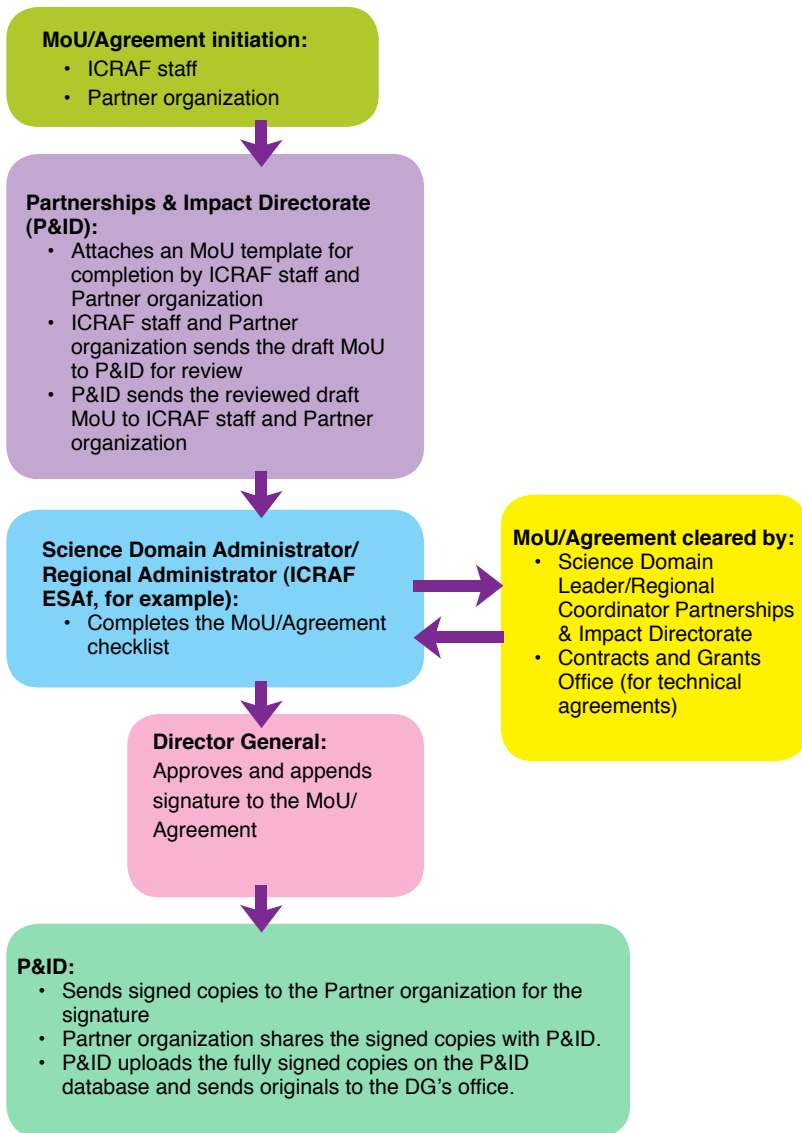 MoU/Agreement initiation:
• ICRAF staff
• Partner organization
Partnerships & Impact Directorate
(P&ID):
• Attaches an MoU template for
completion by ICRAF staff and
Partner organization
• ICRAF staff and Partner
organization sends the draft MoU
to P&ID for review
• P&ID sends the reviewed draft
MoU to ICRAF staff and Partner
organization
Science Domain Administrator/
Regional Administrator (ICRAF
ESAf, for example):
• Completes the MoU/Agreement
checklist
MoU/Agreement cleared by:
• Science Domain
Leader/Regional
Coordinator Partnerships
& Impact Directorate
• Contracts and Grants
Office (for technical
agreements)
Director General:
Approves and appends
signature to the MoU/
Agreement
P&ID:
• Sends signed copies to the Partner organization for the
signature
• Partner organization shares the signed copies with P&ID.
• P&ID uploads the fully signed copies on the P&ID
database and sends originals to the DG's office.